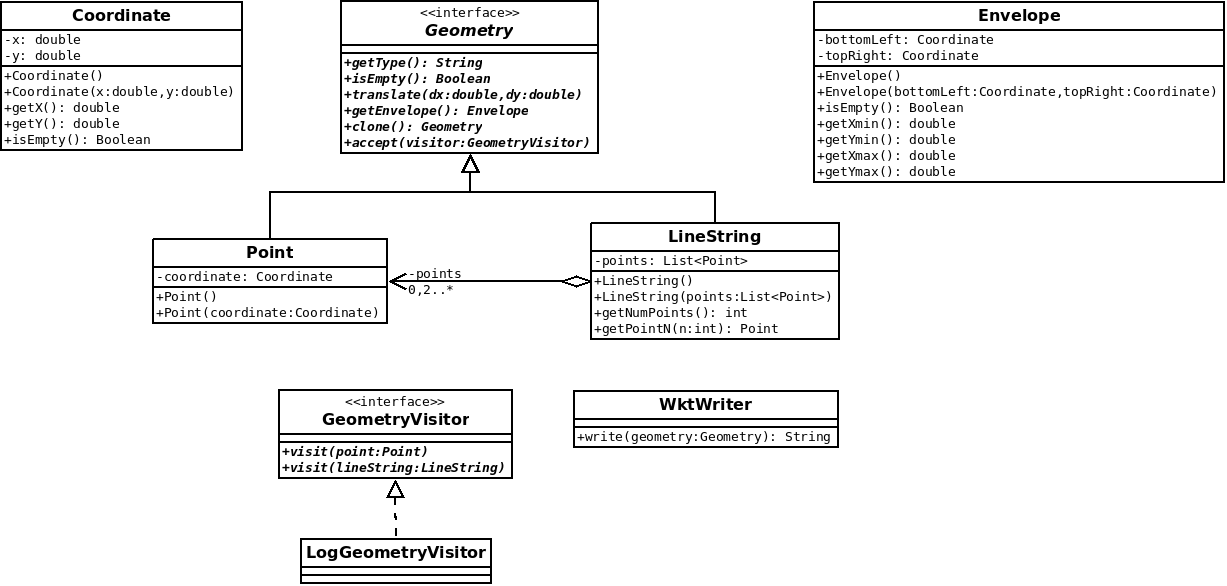 Coordinate
-x: double
-y: double
+Coordinate()
+Coordinate(x:double,y:double)
+getX(): double
+getY(): double
+isEmpty(): Boolean
<<interface>>
Geometry
+getType(): String
+isEmpty(): Boolean
+translate(dx:double,dy:double)
+getEnvelope(): Envelope
+clone(): Geometry
+accept(visitor:GeometryVisitor)
Envelope
-bottomLeft: Coordinate
-topRight: Coordinate
+Envelope()
+Envelope(bottomLeft:Coordinate,topRight:Coordinate)
+isEmpty(): Boolean
+getXmin(): double
+getYmin(): double
+getXmax(): double
+getYmax(): double
Point
-coordinate: Coordinate
+Point()
+Point(coordinate:Coordinate)
-points
0,2..*
LineString
-points: List<Point>
+LineString()
+LineString(points:List<Point>)
+getNumPoints(): int
+getPointN(n:int): Point
<<interface>>
GeometryVisitor
+visit(point:Point)
+visit(lineString:LineString)
WktWriter
+write(geometry:Geometry): String
LogGeometryVisitor